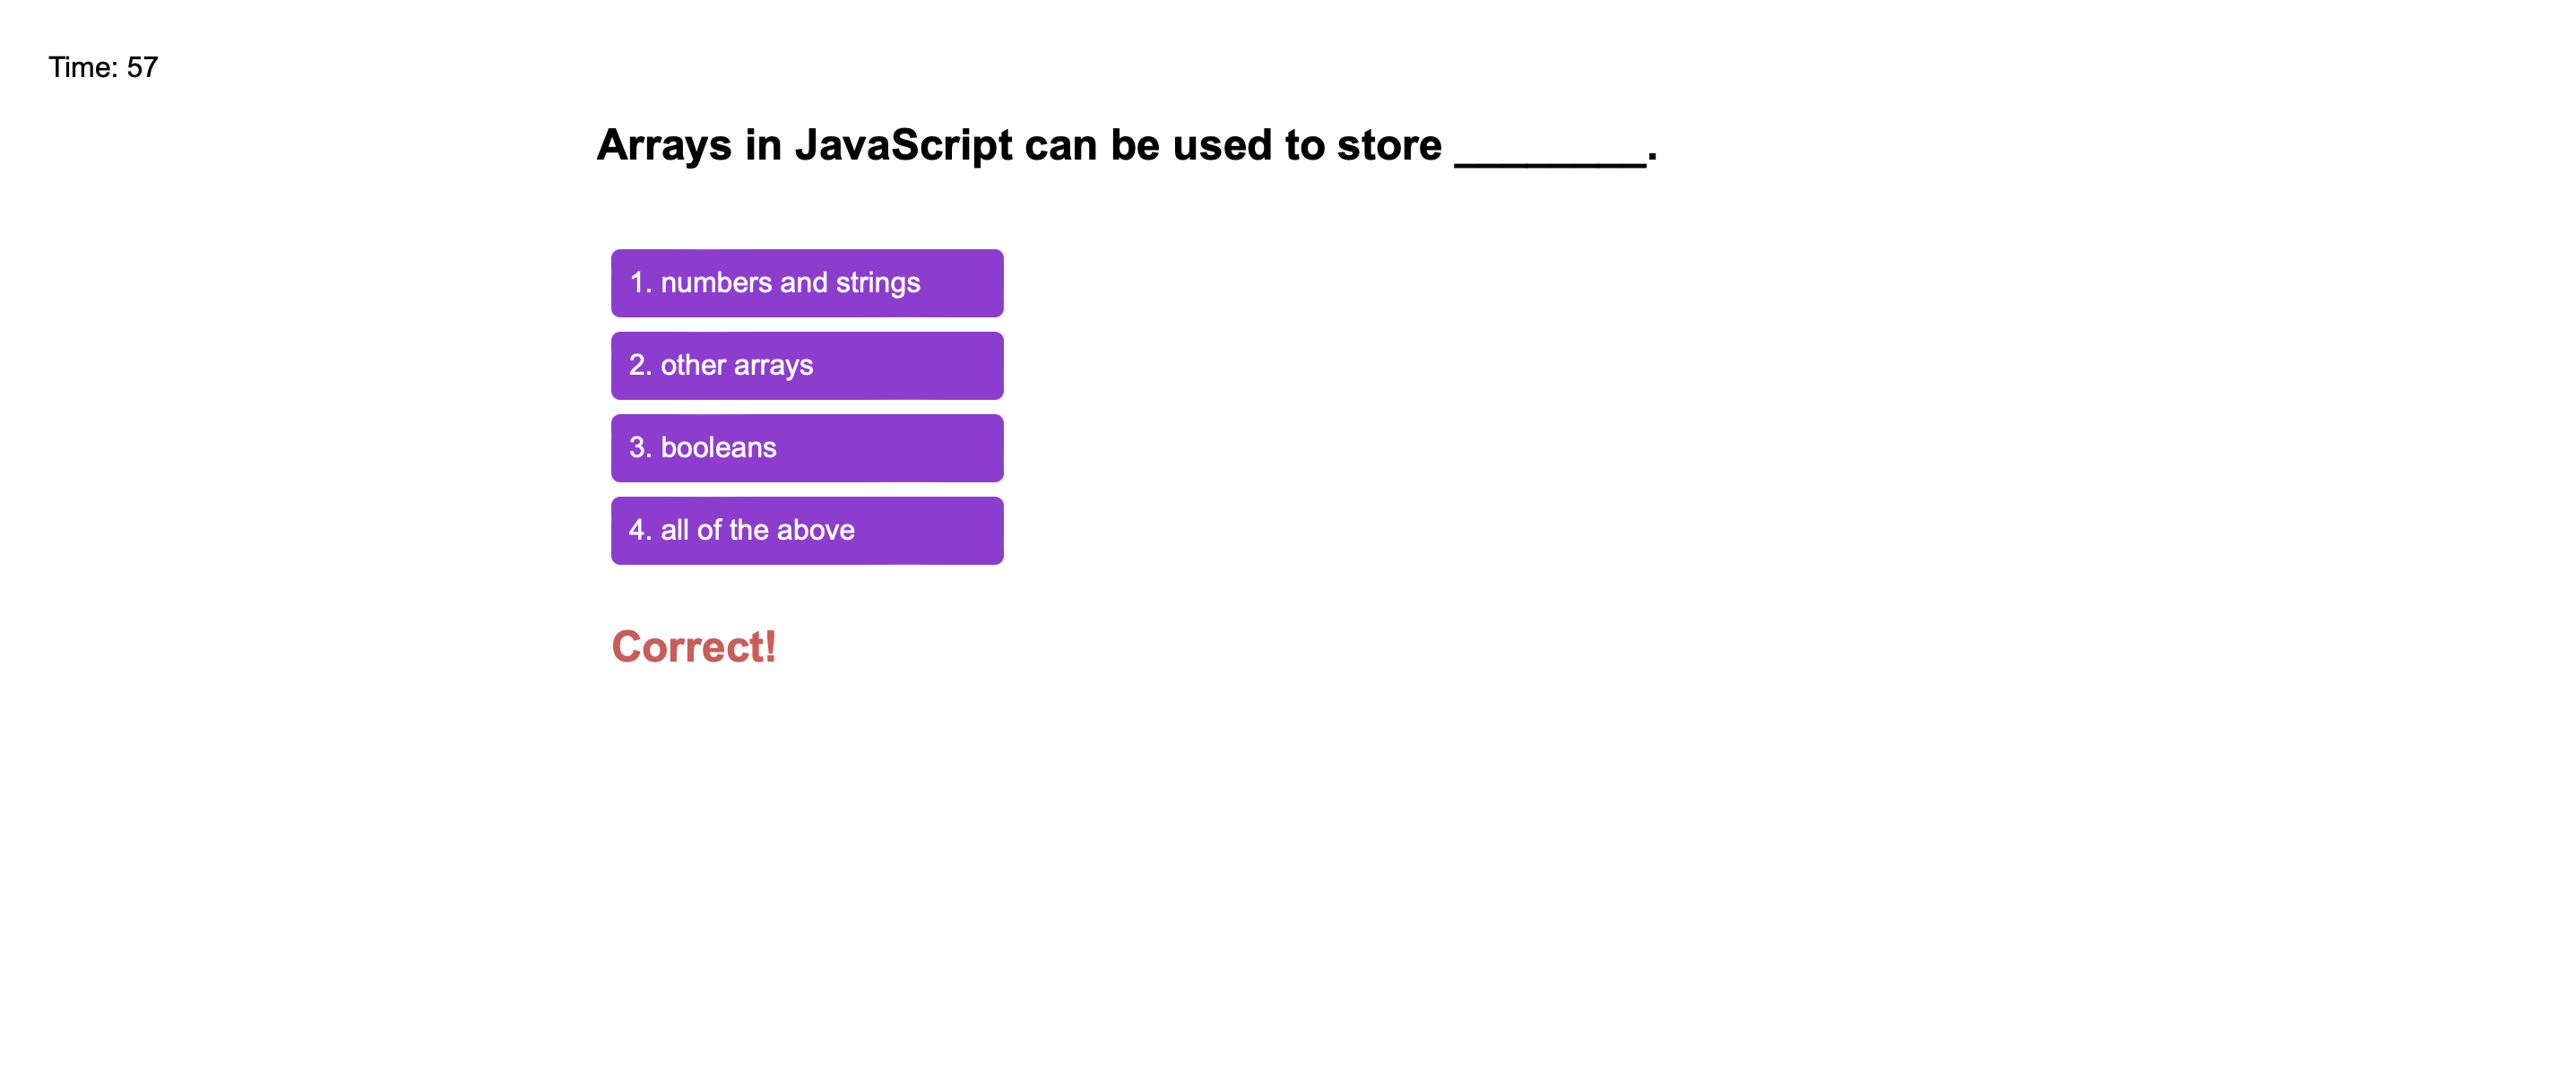 Time: 57
Arrays in JavaScript can be used to store ________.
1. numbers and strings
2. other arrays
3. booleans
4. all of the above
Correct!